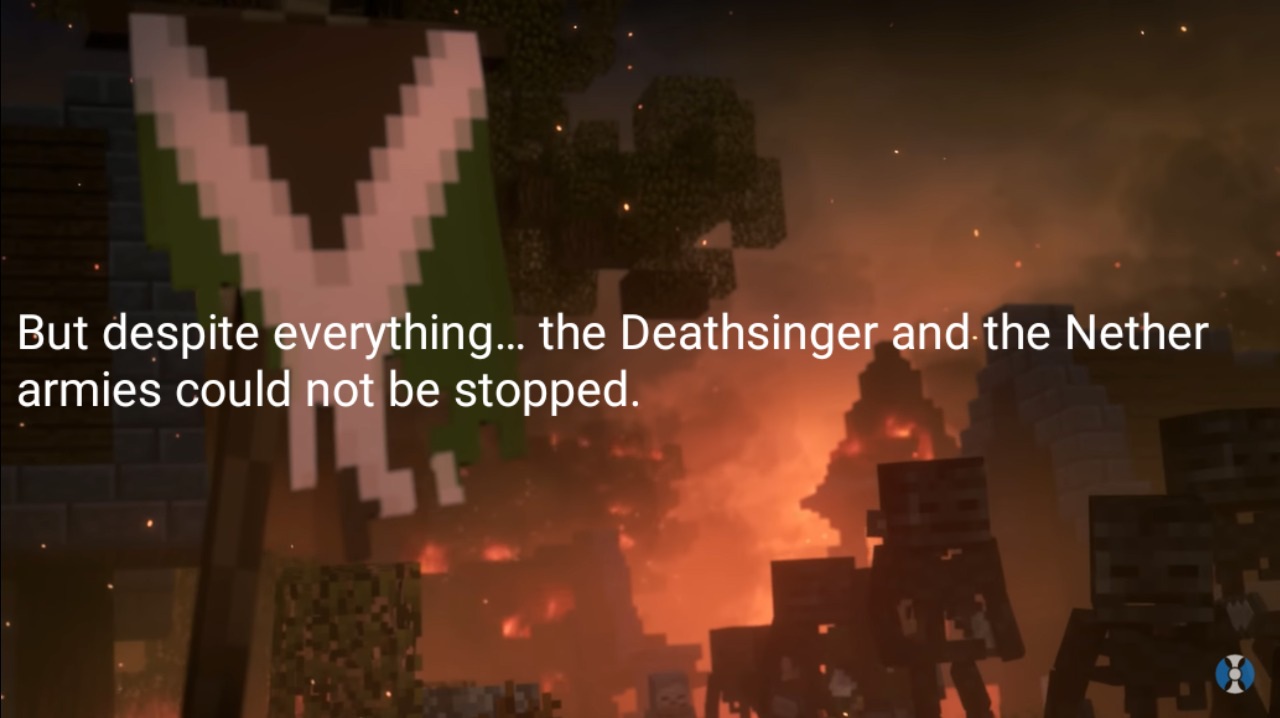 But despite everything… the Deathsinger and the Nether
armies could not be stopped.